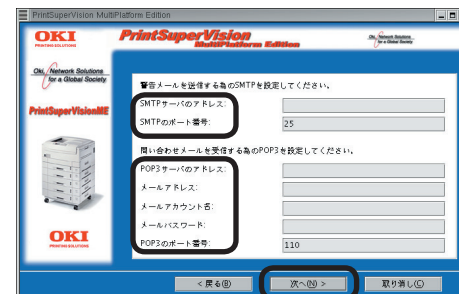 PrintSuperVision MultiPlatform Edition
OKI
PRINTING SOLUTIONS
PrintSuperVision
MultiPlatform Edition
Oki, Network Solutions
for a Global Society
Oki, Network Solutions
for a Global Society
PrintSuperVisionME
OKI
PRINTING SOLUTIONS
警告メールを送信する為のSMTPを設定してください。
SMTPサーバのアドレス:
SMTPのポート番号: 25
問い合わせメールを受信する為のPOP3を設定してください。
POP3サーバのアドレス:
メールアドレス:
メールアカウント名:
メールパスワード:
POP3のポート番号: 110
< 戻る(B)
次へ(N) >
取り消し(C)